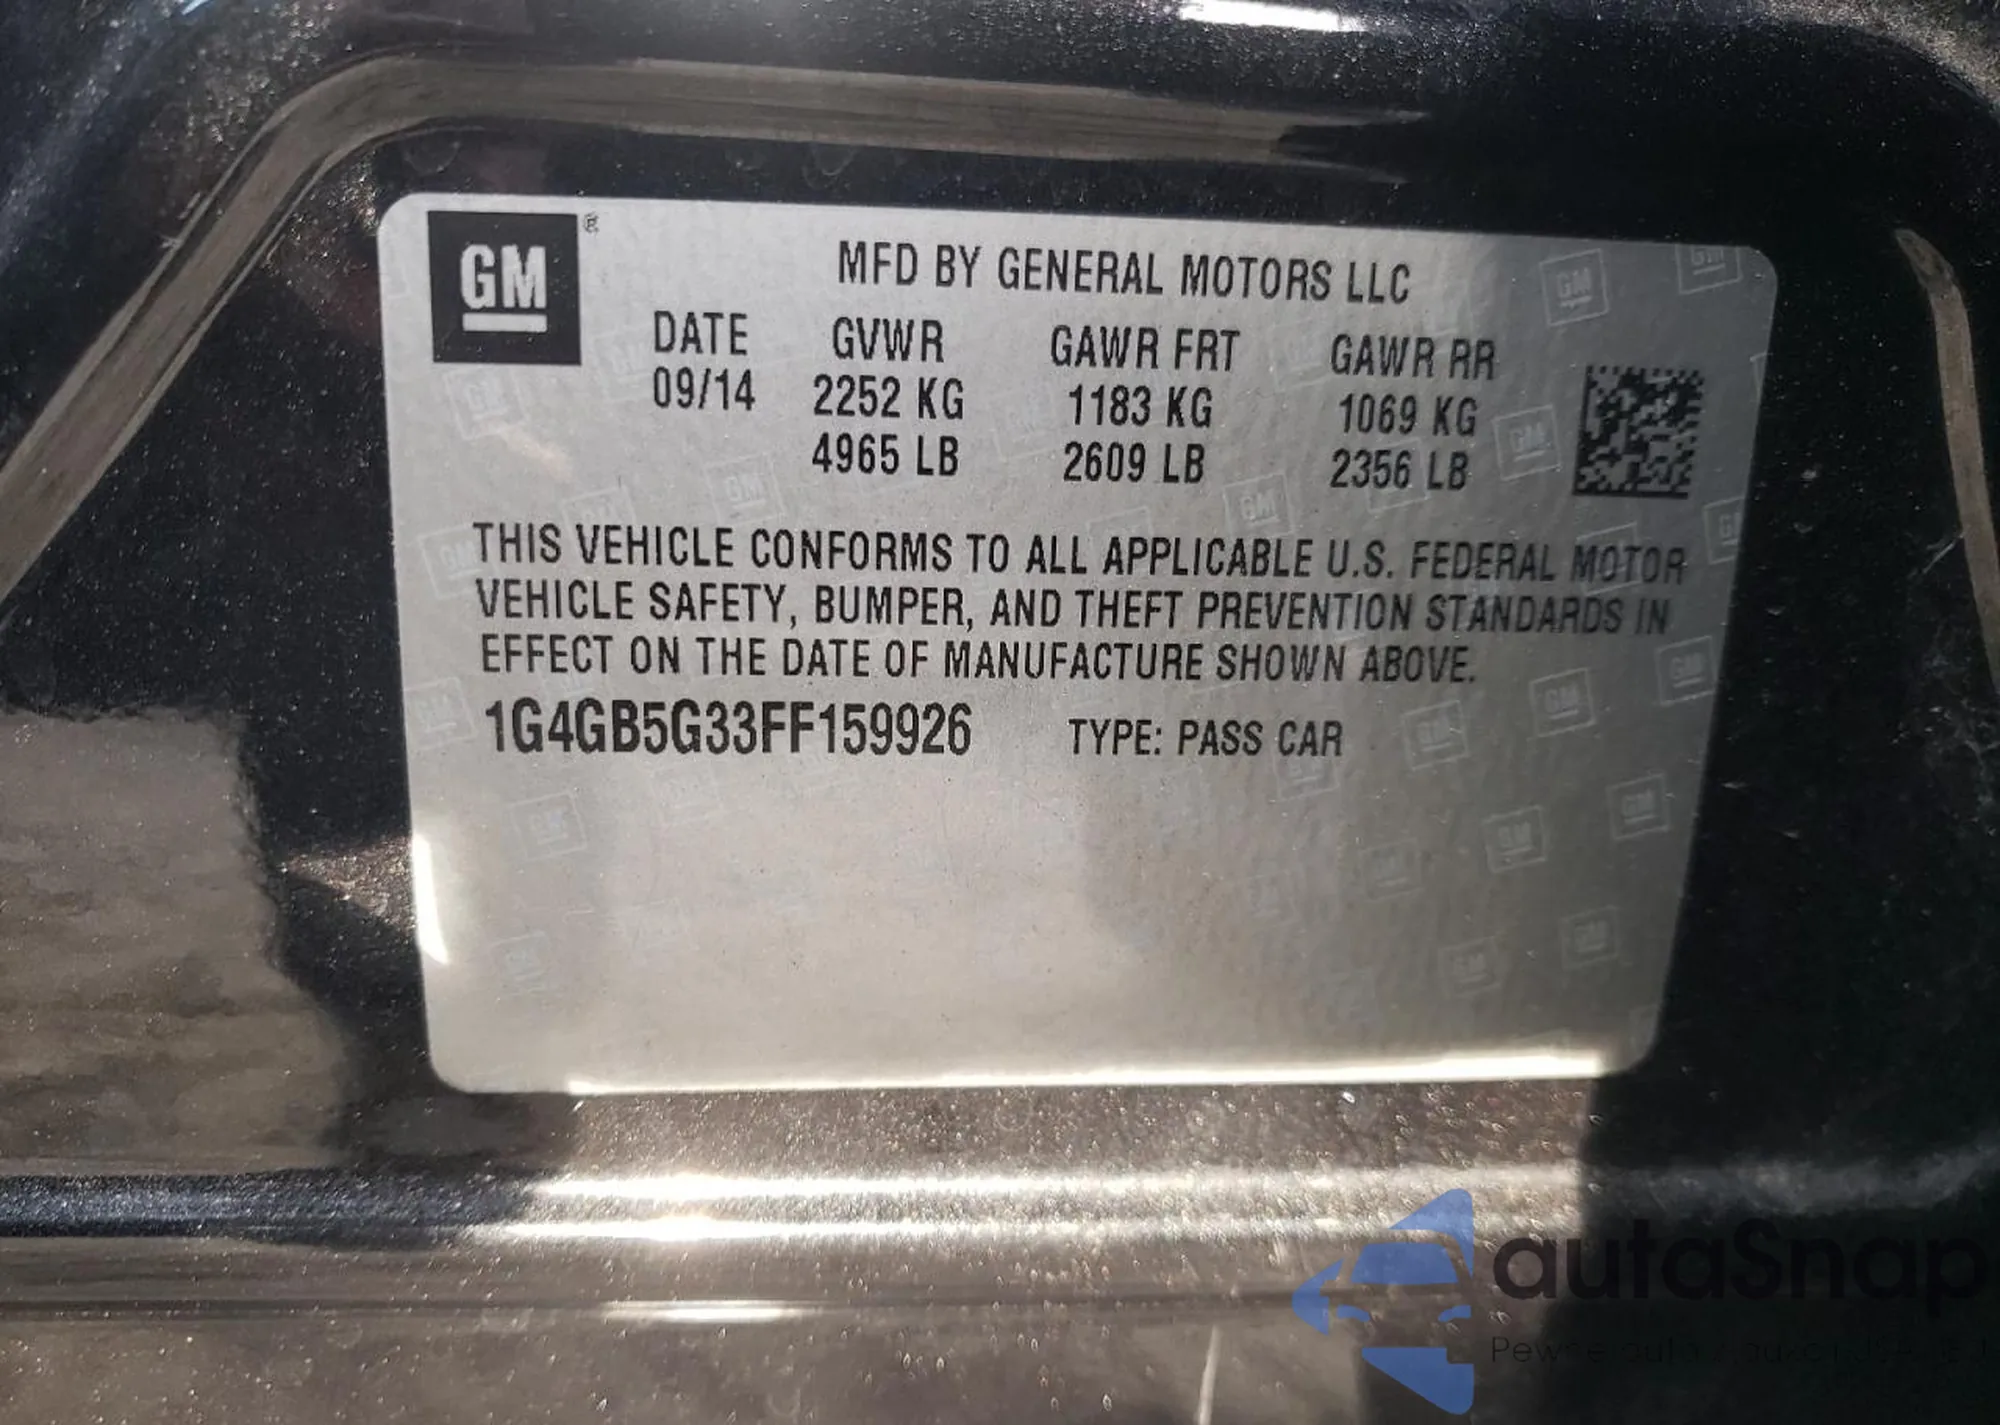 GM ®
MFD BY GENERAL MOTORS LLC
DATE GVWR GAWR FRT GAWR RR
09/14 2252 KG 1183 KG 1069 KG
4965 LB 2609 LB 2356 LB
THIS VEHICLE CONFORMS TO ALL APPLICABLE U.S. FEDERAL MOTOR
VEHICLE SAFETY, BUMPER, AND THEFT PREVENTION STANDARDS IN
EFFECT ON THE DATE OF MANUFACTURE SHOWN ABOVE.
1G4GB5G33FF159926 TYPE: PASS CAR
autaSnap